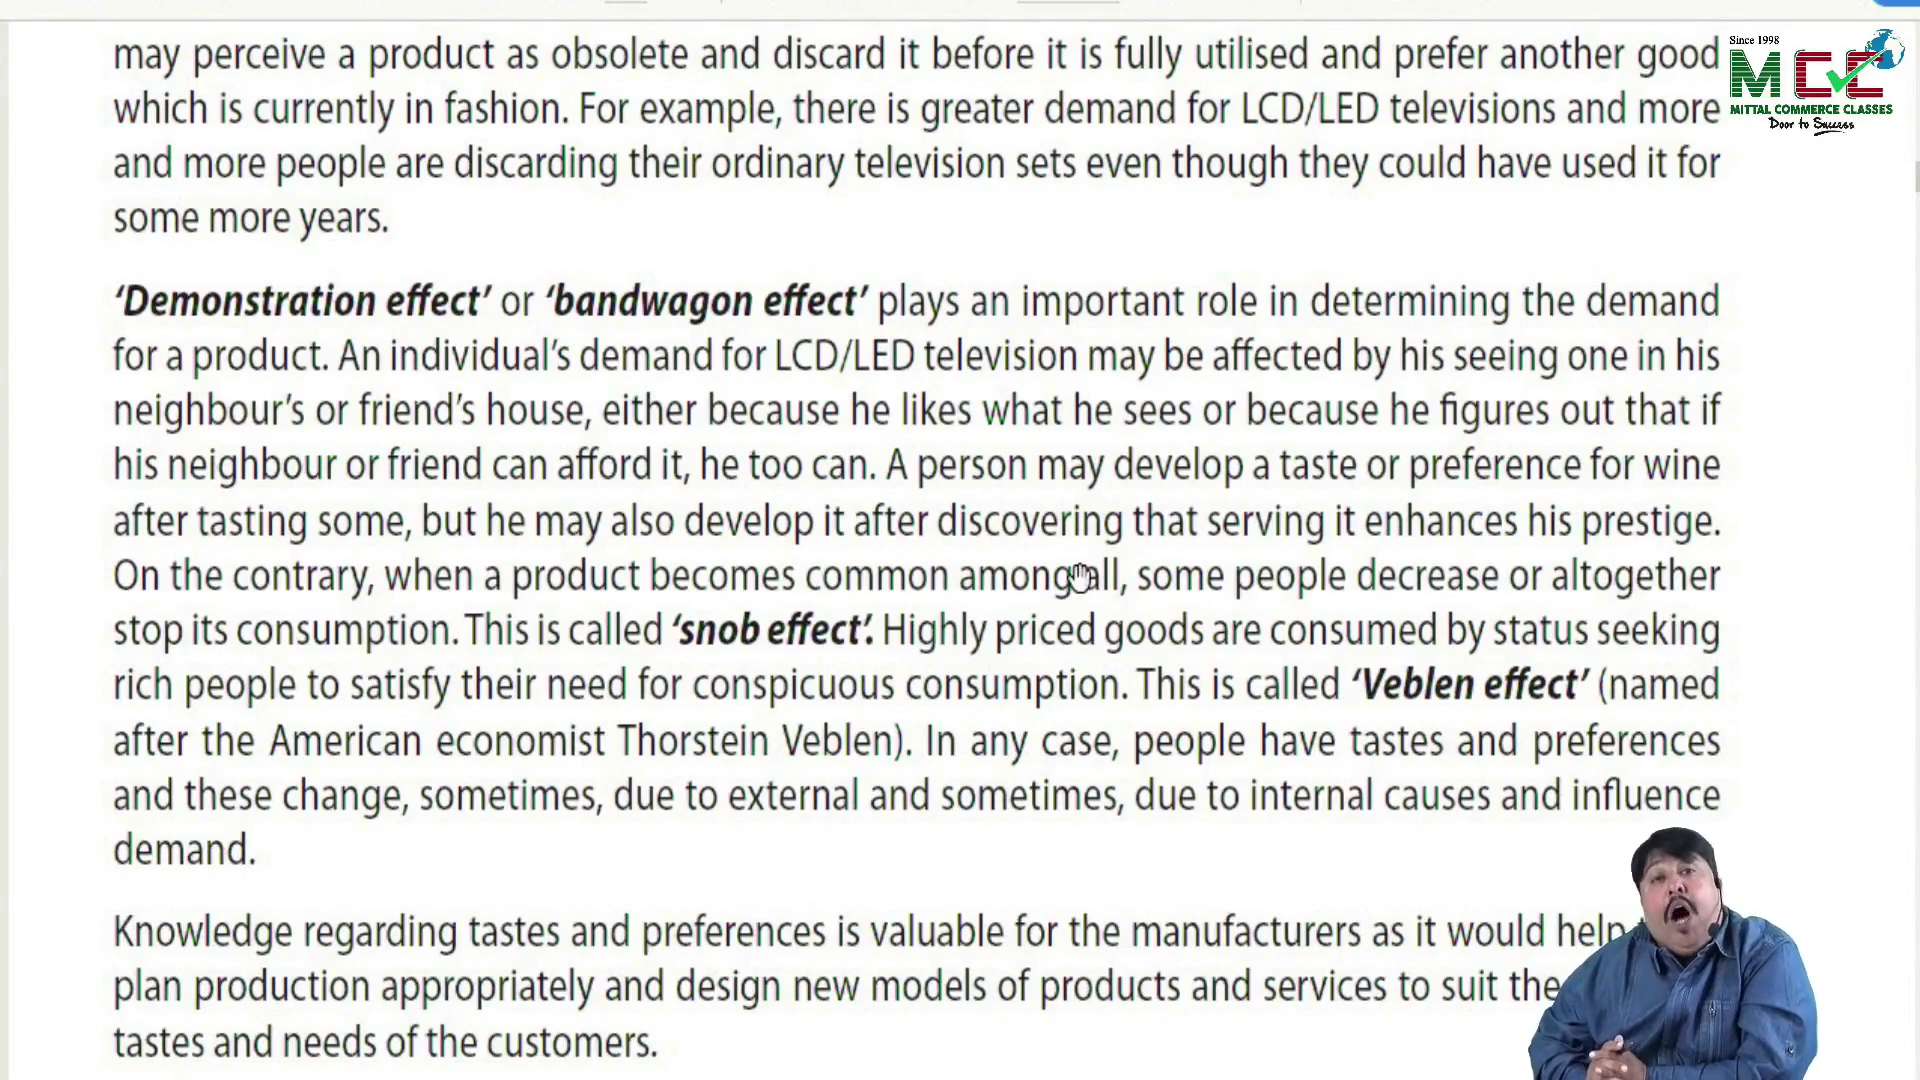 may perceive a product as obsolete and discard it before it is fully utilised and prefer another good
which is currently in fashion. For example, there is greater demand for LCD/LED televisions and more
and more people are discarding their ordinary television sets even though they could have used it for
some more years.
‘Demonstration effect’ or ‘bandwagon effect’ plays an important role in determining the demand
for a product. An individual’s demand for LCD/LED television may be affected by his seeing one in his
neighbour’s or friend’s house, either because he likes what he sees or because he figures out that if
his neighbour or friend can afford it, he too can. A person may develop a taste or preference for wine
after tasting some, but he may also develop it after discovering that serving it enhances his prestige.
On the contrary, when a product becomes common among all, some people decrease or altogether
stop its consumption. This is called ‘snob effect’. Highly priced goods are consumed by status seeking
rich people to satisfy their need for conspicuous consumption. This is called ‘Veblen effect’ (named
after the American economist Thorstein Veblen). In any case, people have tastes and preferences
and these change, sometimes, due to external and sometimes, due to internal causes and influence
demand.
Knowledge regarding tastes and preferences is valuable for the manufacturers as it would help
plan production appropriately and design new models of products and services to suit the
tastes and needs of the customers.
Since 1998
MCC
MITTAL COMMERCE CLASSES
Door to Success